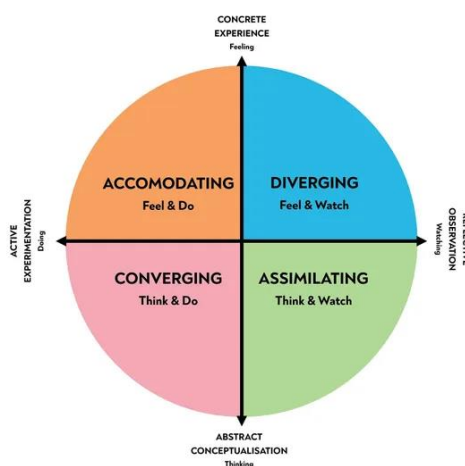 CONCRETE
EXPERIENCE
Feeling
ACCOMODATING
Feel & Do
DIVERGING
Feel & Watch
ACTIVE
EXPERIMENTATION
Doing
OBSERVATION
Watching
CONVERGING
Think & Do
ASSIMILATING
Think & Watch
ABSTRACT
CONCEPTUALISATION
Thinking